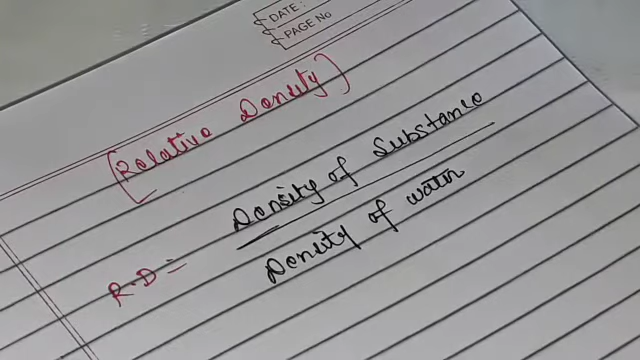 DATE:
PAGE No
(Relative Density)
Density of Substance
R.D =
Density of water